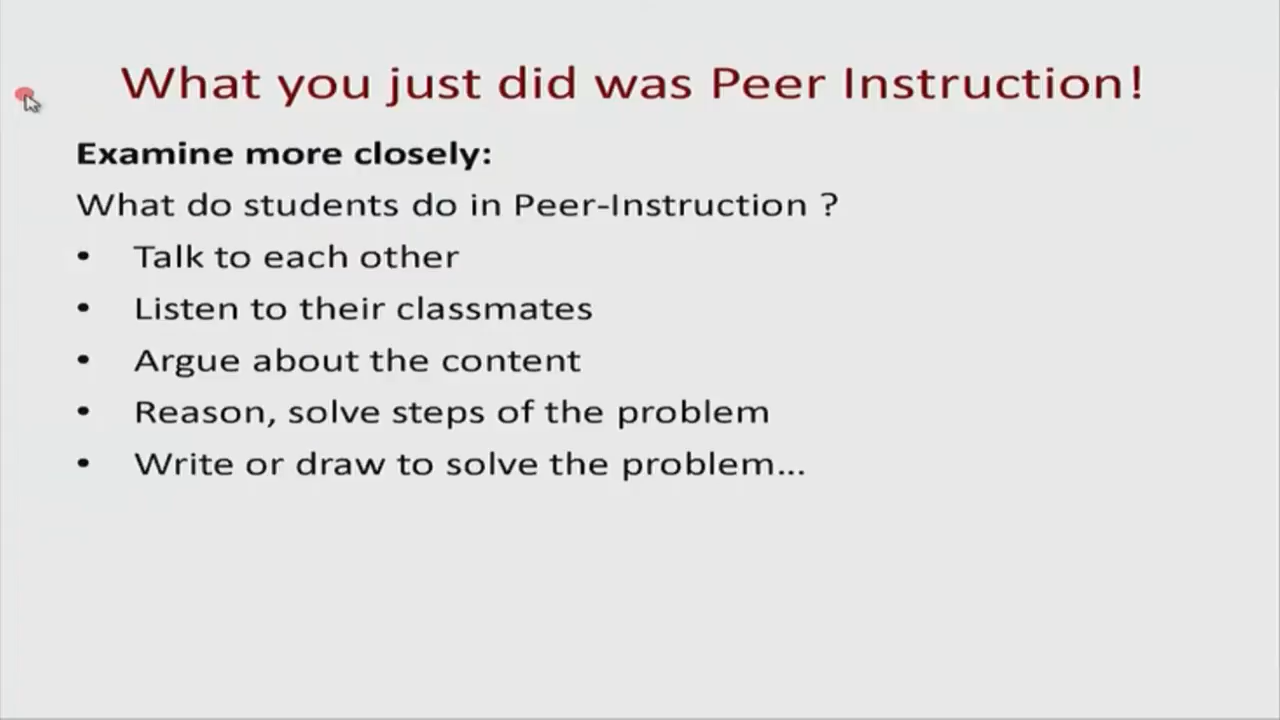 What you just did was Peer Instruction!
Examine more closely:
What do students do in Peer-Instruction ?
• Talk to each other
• Listen to their classmates
• Argue about the content
• Reason, solve steps of the problem
• Write or draw to solve the problem...